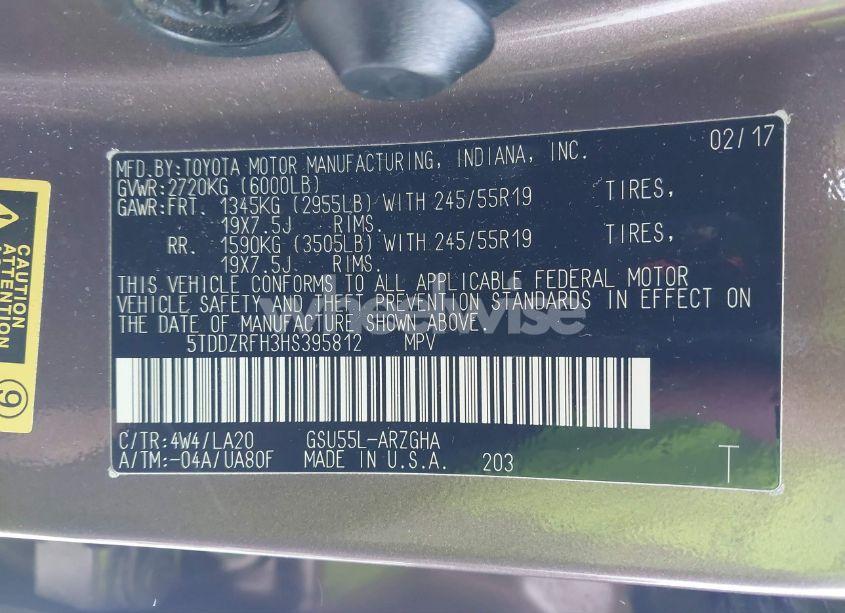 02/17
MFD.BY:TOYOTA MOTOR MANUFACTURING, INDIANA, INC.
GVWR:2720KG (6000LB)
GAWR:FRT. 1345KG (2955LB) WITH 245/55R19 TIRES,
19X7.5J RIMS.
RR. 1590KG (3505LB) WITH 245/55R19 TIRES,
19X7.5J RIMS.
THIS VEHICLE CONFORMS TO ALL APPLICABLE FEDERAL MOTOR
VEHICLE SAFETY AND THEFT PREVENTION STANDARDS IN EFFECT ON
THE DATE OF MANUFACTURE SHOWN ABOVE.
5TDDZRFH3HS395812 MPV
C/TR:4W4/LA20 GSU55L-ARZGHA
A/TM:-04A/UA80F MADE IN U.S.A. 203 T
CAUTION
ATTENTION
9
wheelwise